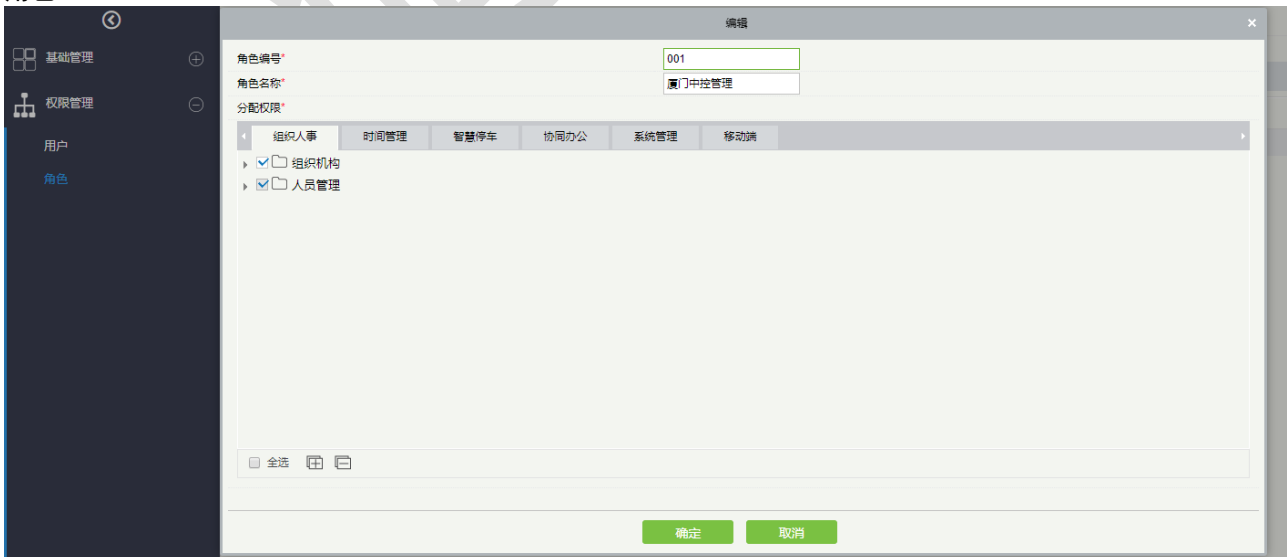 编辑
基础管理
权限管理
用户
角色
角色编号*
001
角色名称*
厦门中控管理
分配权限*
组织人事 时间管理 智慧停车 协同办公 系统管理 移动端
组织机构
人员管理
全选
确定 取消